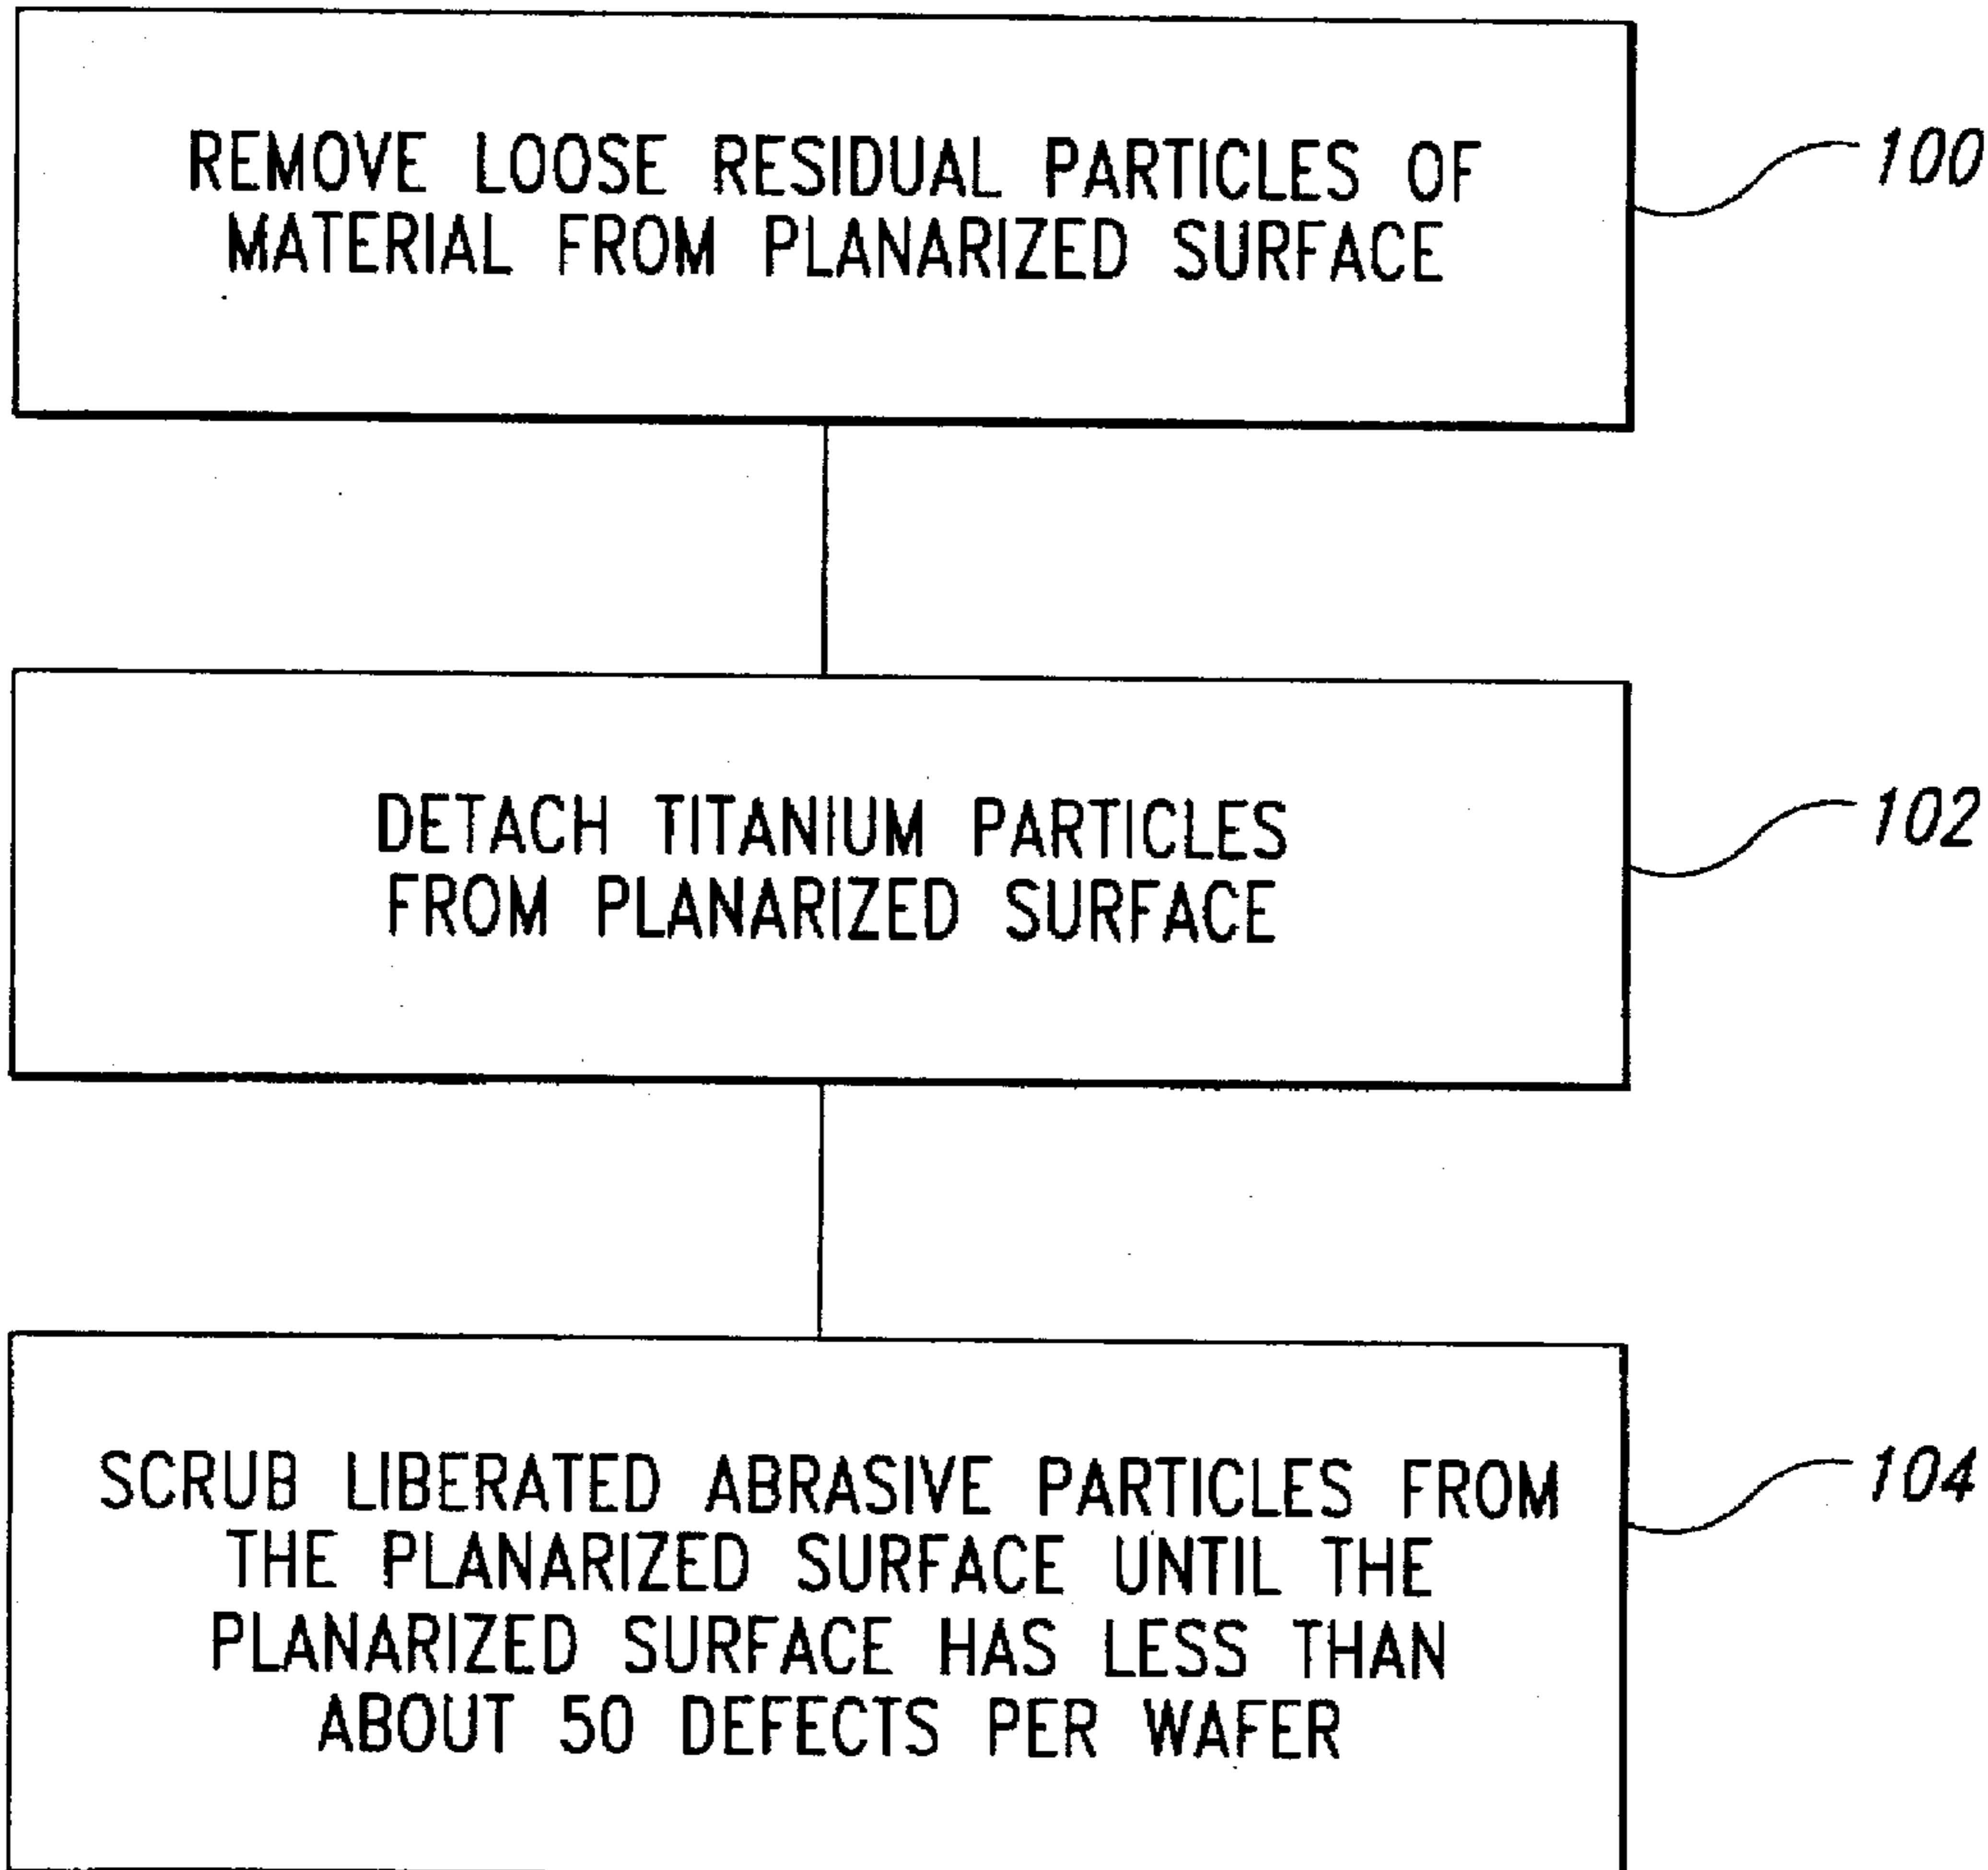 REMOVE LOOSE RESIDUAL PARTICLES OF
MATERIAL FROM PLANARIZED SURFACE
100
DETACH TITANIUM PARTICLES
FROM PLANARIZED SURFACE
102
SCRUB LIBERATED ABRASIVE PARTICLES FROM
THE PLANARIZED SURFACE UNTIL THE
PLANARIZED SURFACE HAS LESS THAN
ABOUT 50 DEFECTS PER WAFER
104